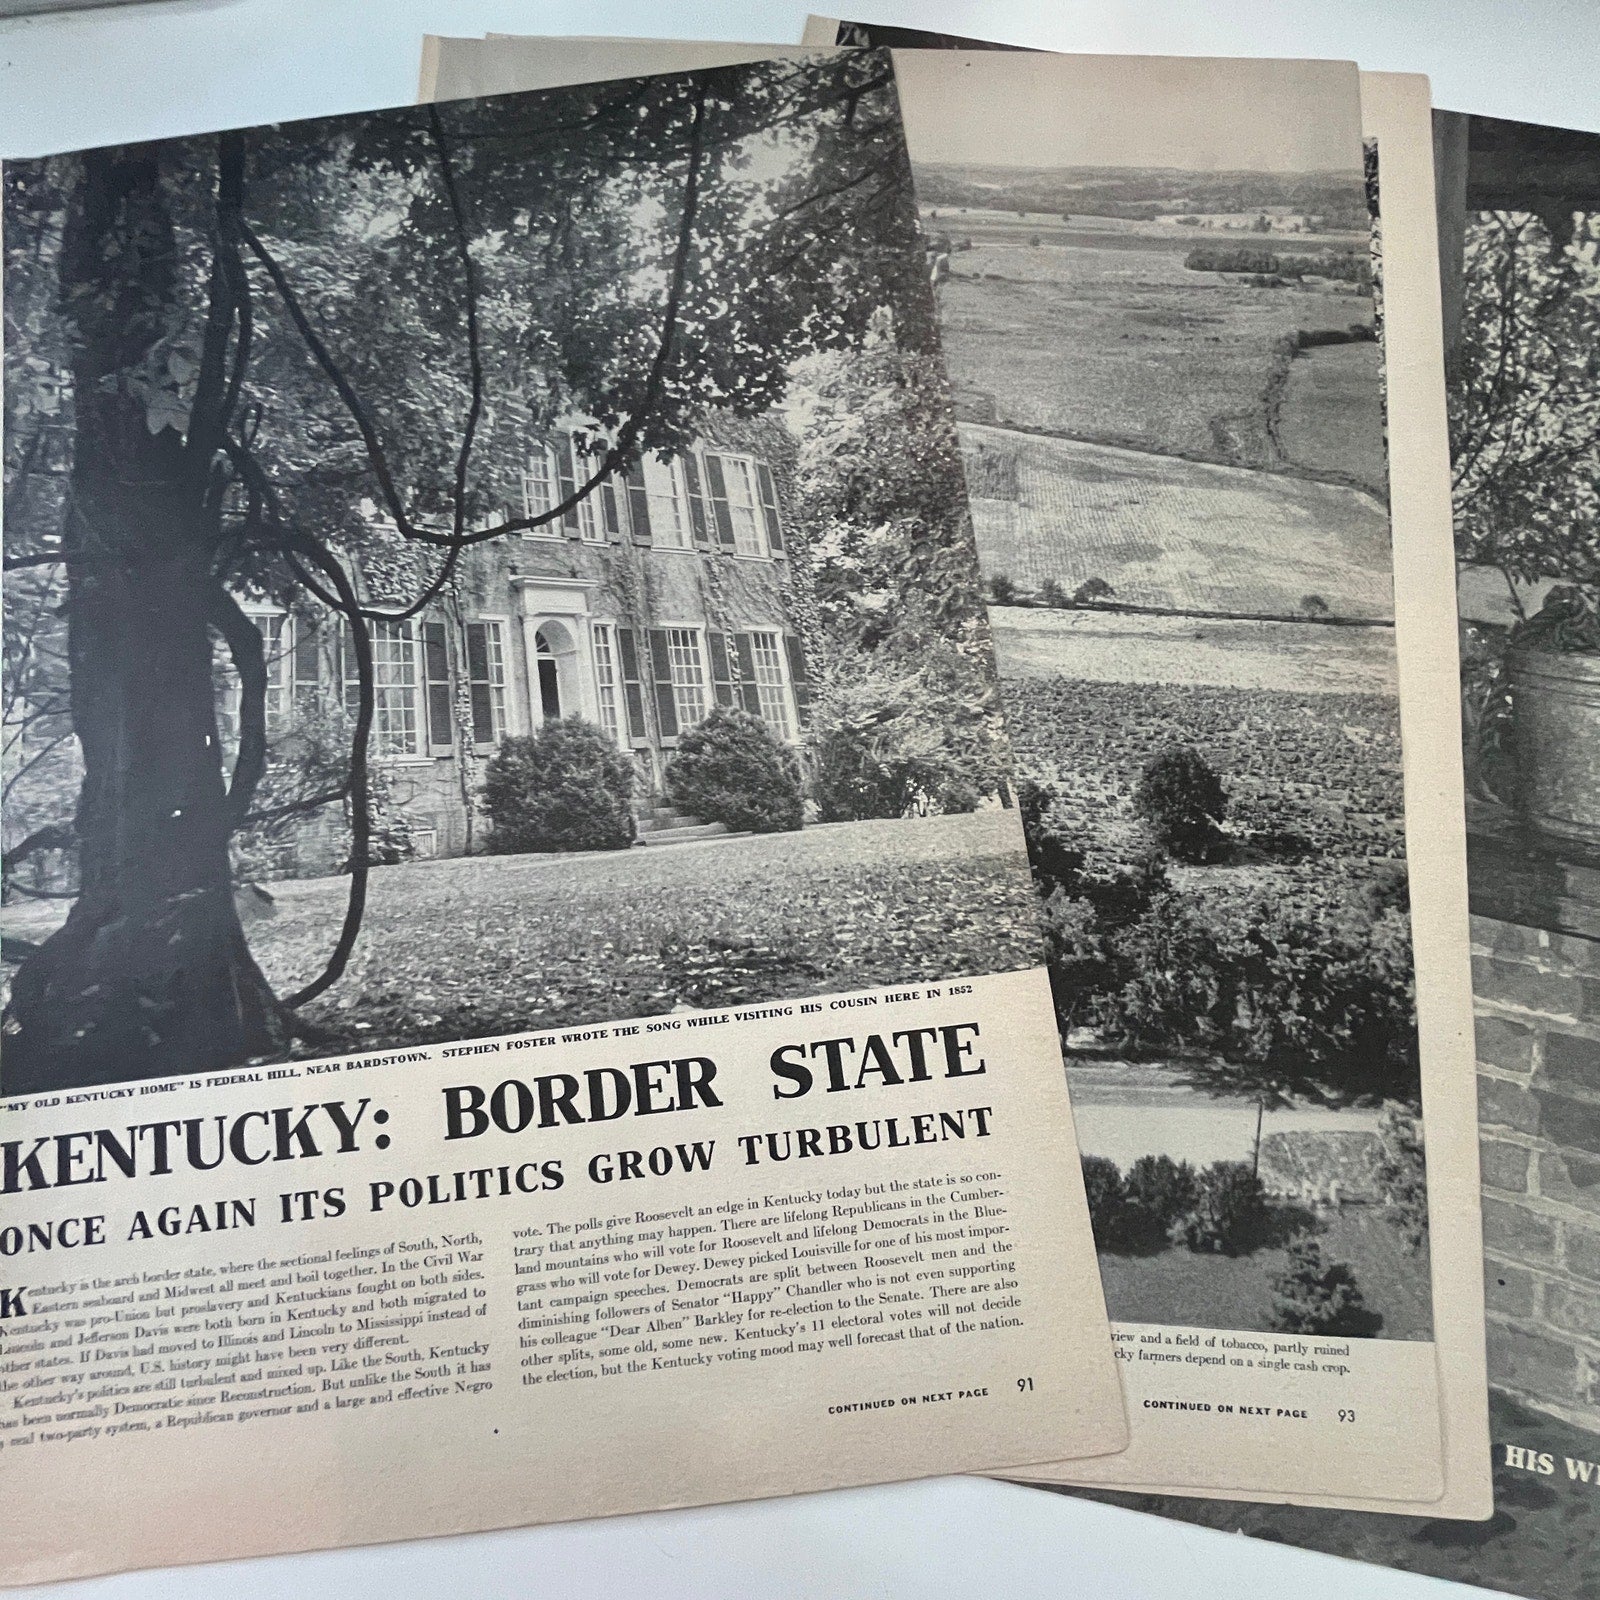 "MY OLD KENTUCKY HOME" IS FEDERAL HILL, NEAR BARDSTOWN. STEPHEN FOSTER WROTE THE SONG WHILE VISITING HIS COUSIN HERE IN 1852
KENTUCKY: BORDER STATE
ONCE AGAIN ITS POLITICS GROW TURBULENT
Kentucky is the arch border state, where the sectional feelings of South, North,
Eastern seaboard and Midwest all meet and boil together. In the Civil War
Kentucky was pro-Union but proslavery and Kentuckians fought on both sides.
Lincoln and Jefferson Davis were both born in Kentucky and both migrated to
other states. If Davis had moved to Illinois and Lincoln to Mississippi instead of
the other way around, U.S. history might have been very different.
Kentucky's politics are still turbulent and mixed up. Like the South, Kentucky
has been normally Democratic since Reconstruction. But unlike the South it has
a real two-party system, a Republican governor and a large and effective Negro
vote. The polls give Roosevelt an edge in Kentucky today but the state is so con-
trary that anything may happen. There are lifelong Republicans in the Cumber-
land mountains who will vote for Roosevelt and lifelong Democrats in the Blue-
grass who will vote for Dewey. Dewey picked Louisville for one of his most impor-
tant campaign speeches. Democrats are split between Roosevelt men and the
diminishing followers of Senator "Happy" Chandler who is not even supporting
his colleague "Dear Alben" Barkley for re-election to the Senate. There are also
other splits, some old, some new. Kentucky's 11 electoral votes will not decide
the election, but the Kentucky voting mood may well forecast that of the nation.
CONTINUED ON NEXT PAGE 91
view and a field of tobacco, partly ruined
cky farmers depend on a single cash crop.
CONTINUED ON NEXT PAGE 93
HIS W